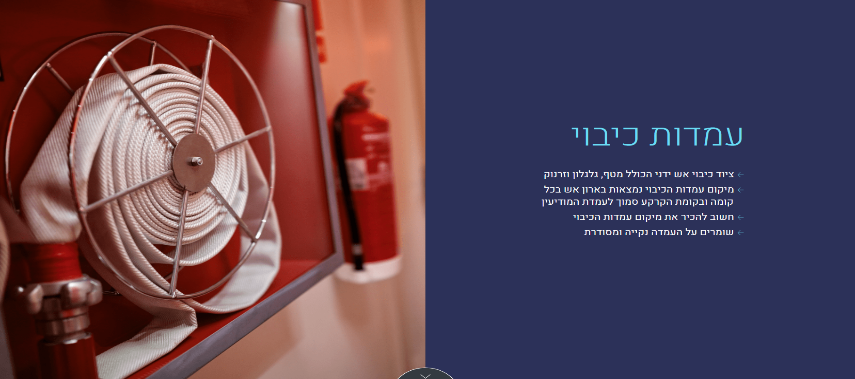 עמדות כיבוי
← ציוד כיבוי אש ידני הכולל מטף, גלגלון וזרנוק
← מיקום עמדות הכיבוי נמצאות בארון אש בכל
קומה ובקומת הקרקע סמוך לעמדת המודיעין
← חשוב להכיר את מיקום עמדות הכיבוי
← שומרים על העמדה נקייה ומסודרת